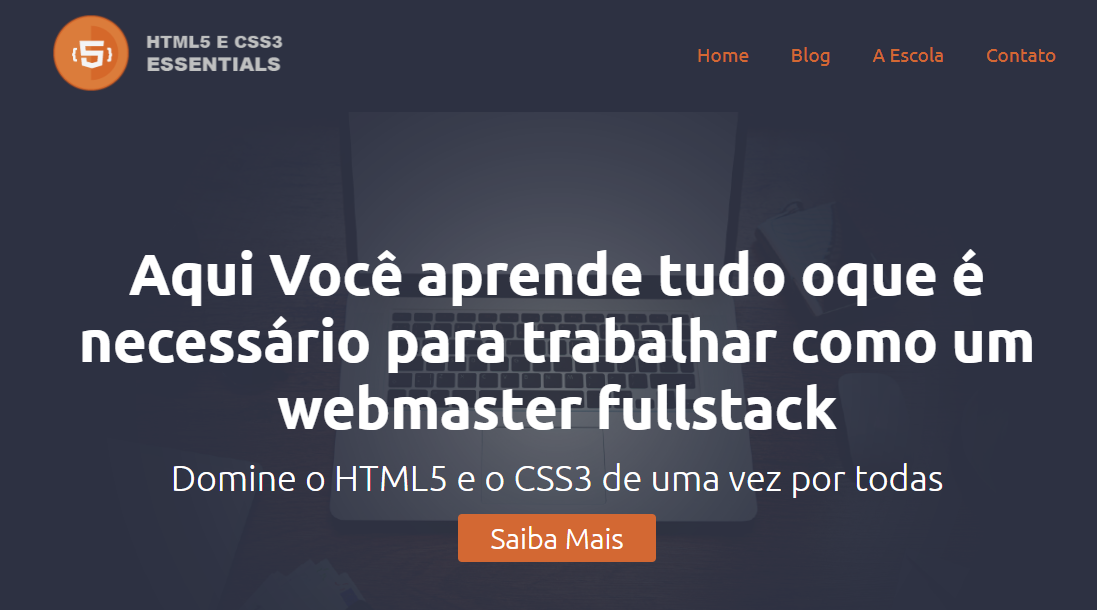 HTML5 E CSS3
ESSENTIALS
Home Blog A Escola Contato
Aqui Você aprende tudo oque é
necessário para trabalhar como um
webmaster fullstack
Domine o HTML5 e o CSS3 de uma vez por todas
Saiba Mais